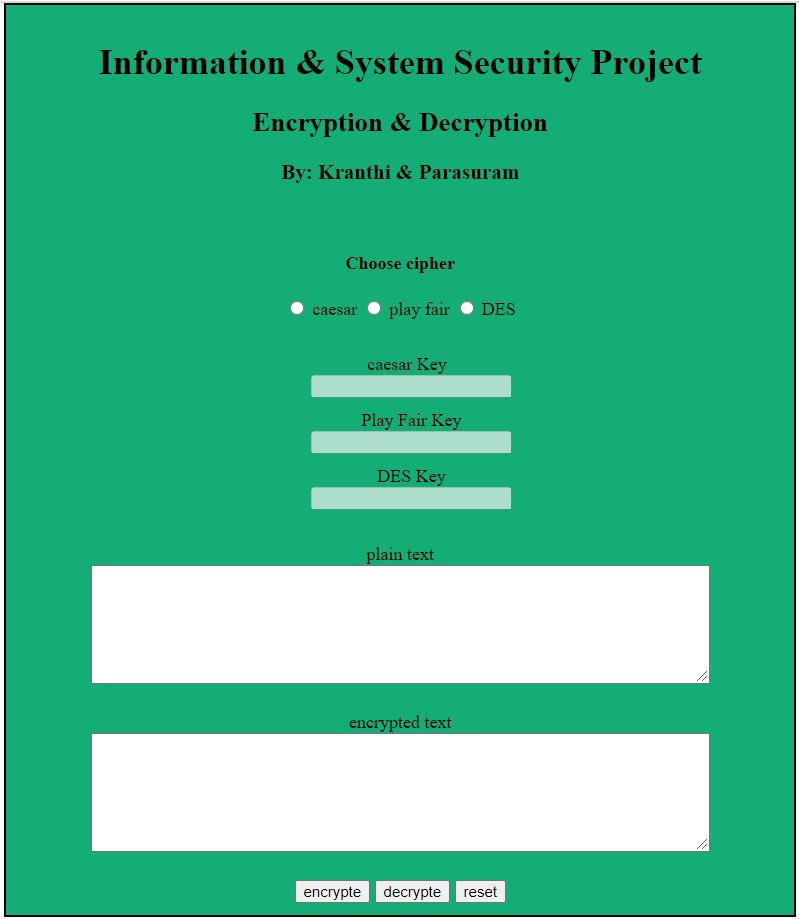 Information & System Security Project
Encryption & Decryption
By: Kranthi & Parasuram
Choose cipher
caesar play fair DES
caesar Key
Play Fair Key
DES Key
plain text
encrypted text
encrypte decrypte reset